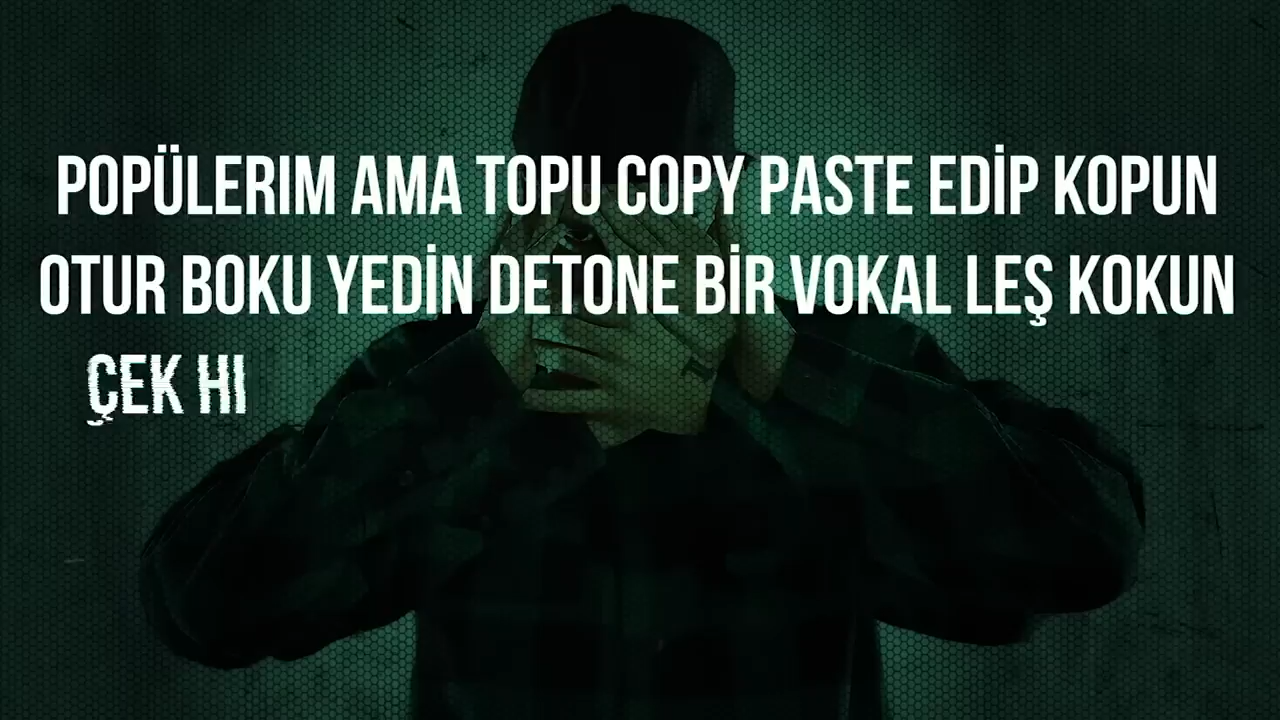 POPÜLERIM AMA TOPU COPY PASTE EDİP KOPUN
OTUR BOKU YEDİN DETONE BİR VOKAL LEŞ KOKUN
ÇEK HI